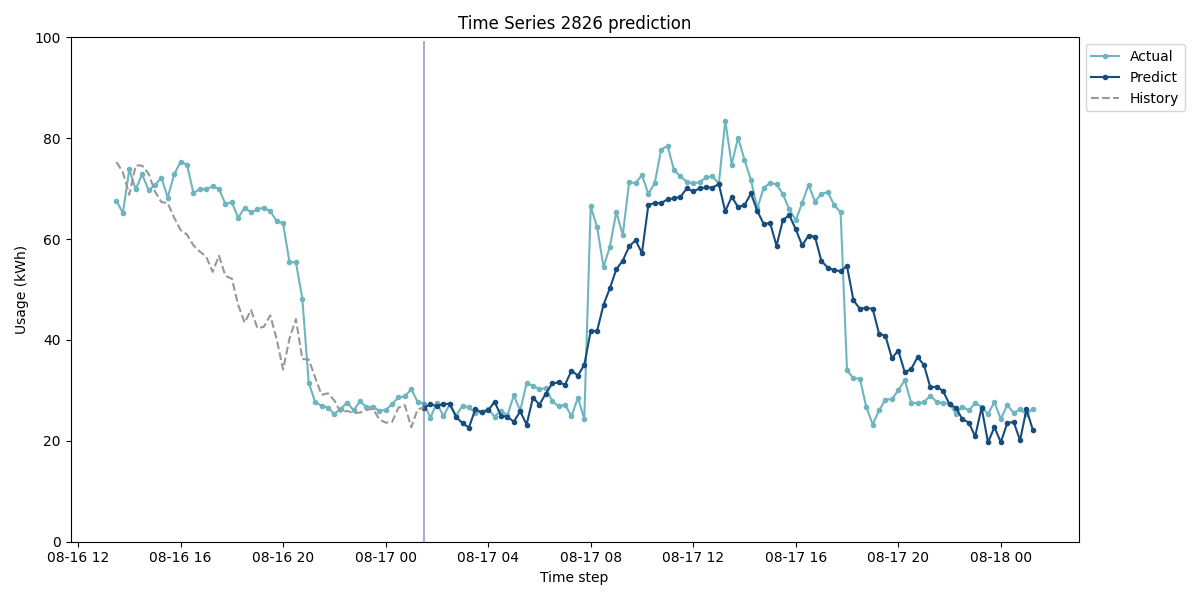 Time Series 2826 prediction
100
80
60
40
20
0
Usage (kWh)
08-16 12
08-16 16
08-16 20
08-17 00
08-17 04
08-17 08
08-17 12
08-17 16
08-17 20
08-18 00
Time step
Actual
Predict
History